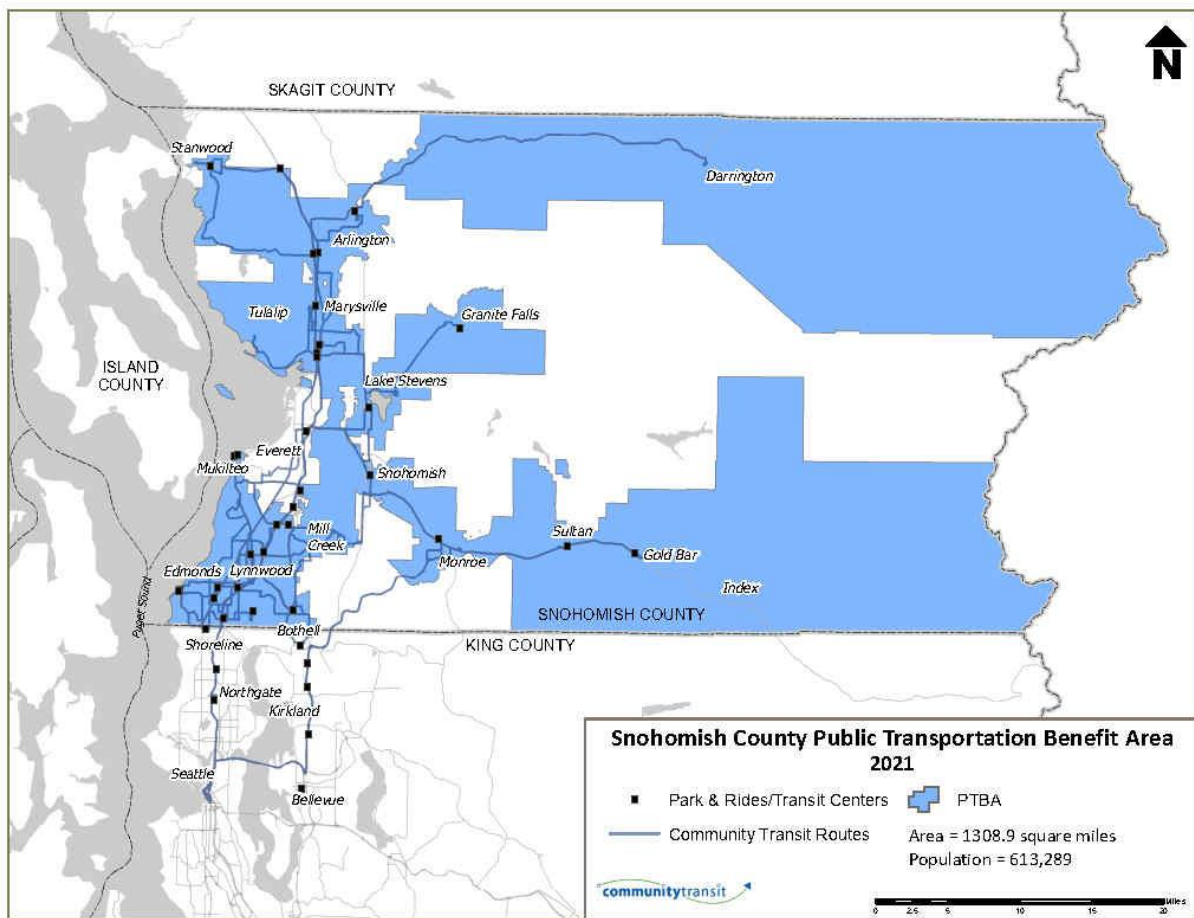 N
SKAGIT COUNTY
Stanwood
Darrington
Arlington
Tulalip
Marysville
Granite Falls
ISLAND
COUNTY
Lake Stevens
Everett
Mukilteo
Snohomish
Mill
Creek
Sultan
Monroe
Gold Bar
Edmonds
Lynnwood
Index
Puget Sound
SNOHOMISH COUNTY
Bothell
KING COUNTY
Shoreline
Northgate
Kirkland
Seattle
Bellevue
Snohomish County Public Transportation Benefit Area
2021
Park & Rides/Transit Centers
PTBA
Community Transit Routes
Area = 1308.9 square miles
Population = 613,289
communitytransit
Miles
0 2.5 5 10 15 20